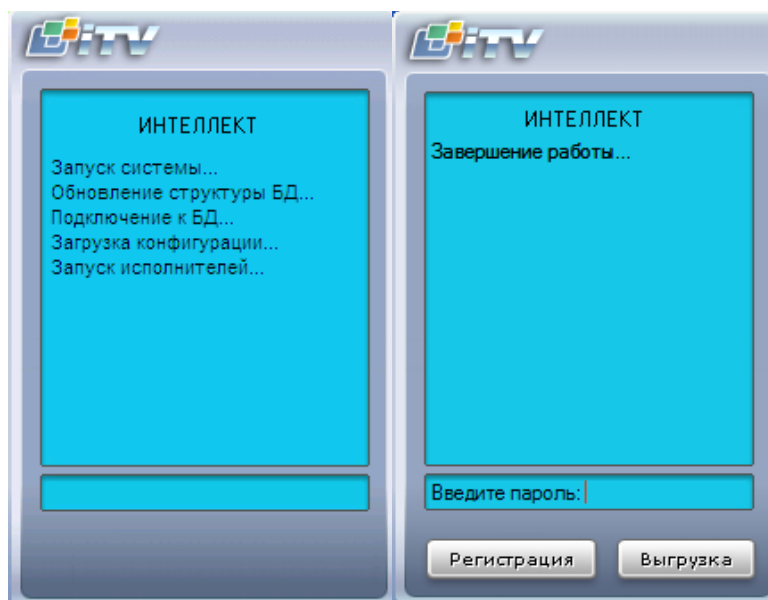 iTV
ИНТЕЛЛЕКТ
Запуск системы...
Обновление структуры БД...
Подключение к БД...
Загрузка конфигурации...
Запуск исполнителей...
iTV
ИНТЕЛЛЕКТ
Завершение работы...
Введите пароль:
Регистрация
Выгрузка